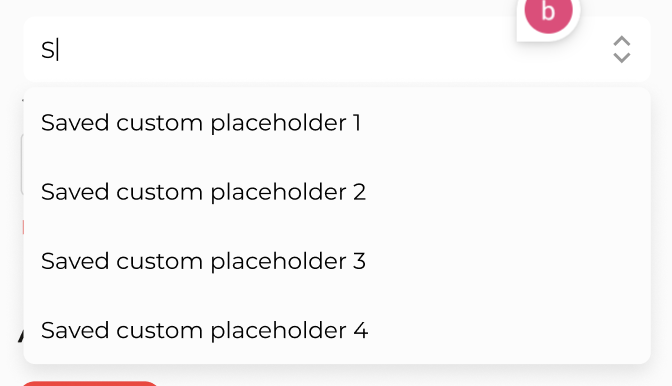 b
S
Saved custom placeholder 1
Saved custom placeholder 2
Saved custom placeholder 3
Saved custom placeholder 4